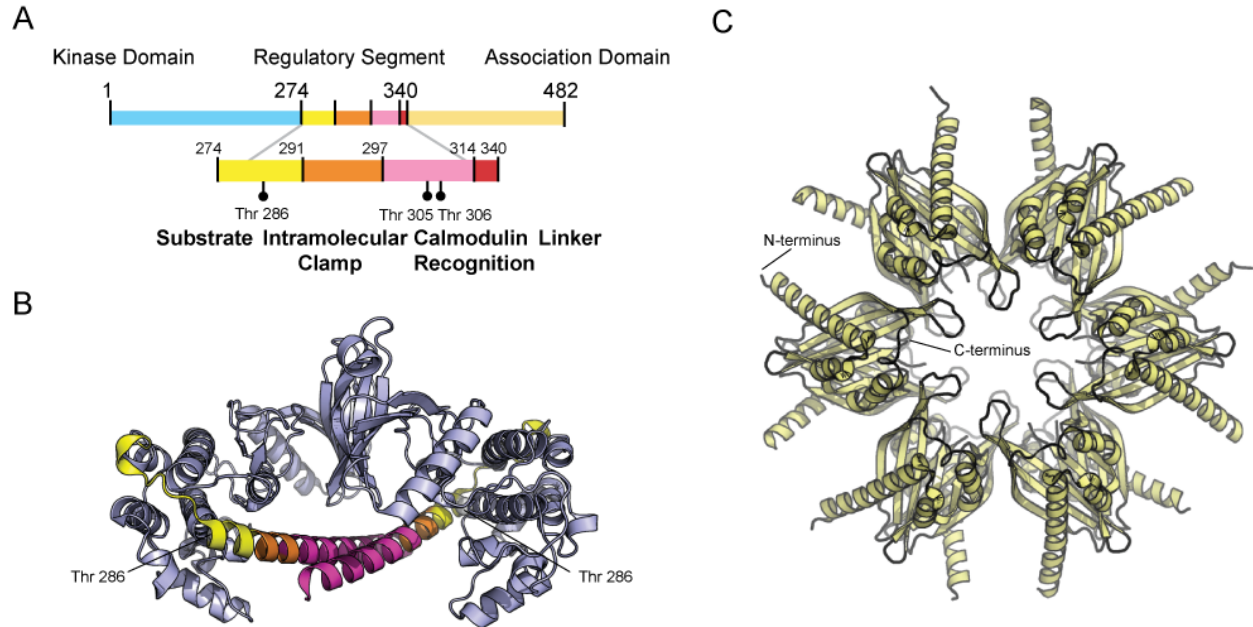 A
Kinase Domain Regulatory Segment Association Domain
1 274 340 482
274 291 297 314 340
Thr 286 Thr 305 Thr 306
Substrate Intramolecular Calmodulin Linker
Clamp Recognition
B
Thr 286
Thr 286
C
N-terminus
C-terminus